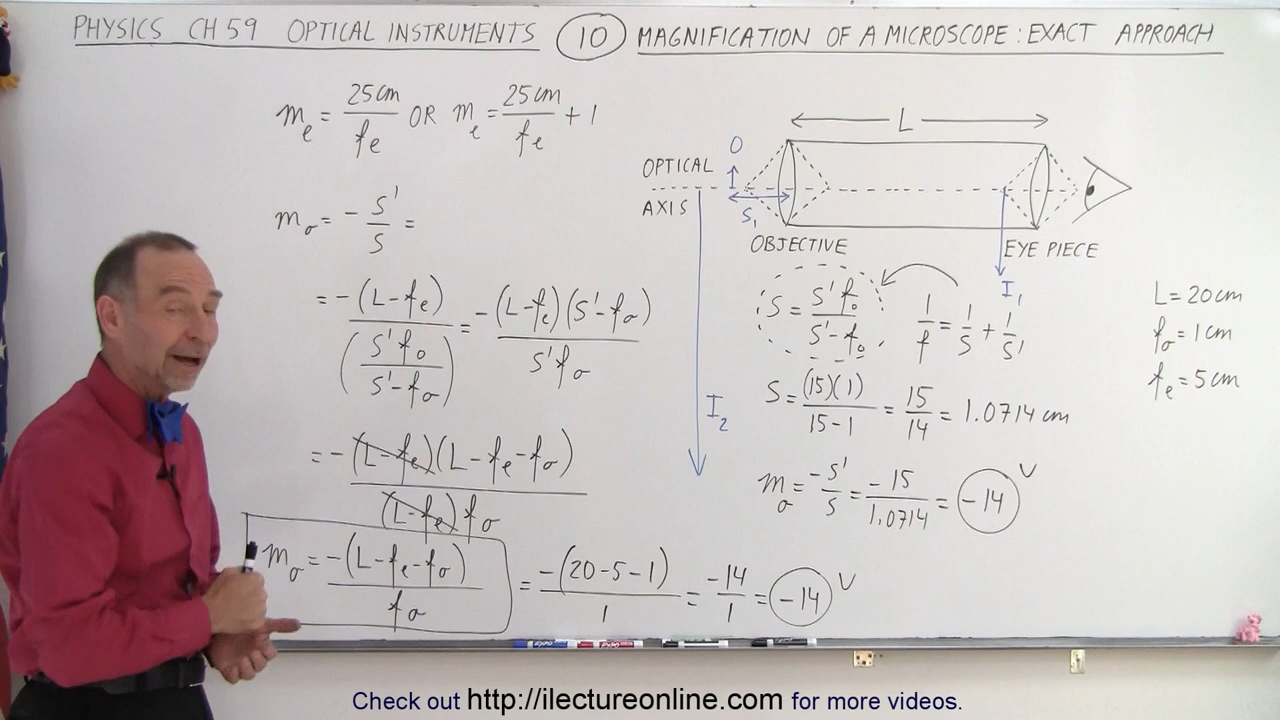 PHYSICS CH 59 OPTICAL INSTRUMENTS 10 MAGNIFICATION OF A MICROSCOPE: EXACT APPROACH
m_e = 25cm/f_e OR m_e = 25cm/f_e + 1
m_o = - S'/S =
= -(L-f_e)/(S'f_o/(S'-f_o)) = -(L-f_e)(S'-f_o)/(S'f_o)
= -(L-f_e)(L-f_e-f_o)/((L-f_e)f_o)
m_o = -(L-f_e-f_o)/f_o = -(20-5-1)/1 = -14/1 = -14 ✓
L
O
OPTICAL
AXIS
S_1
OBJECTIVE
EYE PIECE
I_1
I_2
S = S'f_o/(S'-f_o)
1/f = 1/S + 1/S'
S = (15)(1)/(15-1) = 15/14 = 1.0714 cm
m_o = -S'/S = -15/1.0714 = -14 ✓
L = 20cm
f_o = 1cm
f_e = 5cm
Check out http://ilectureonline.com for more videos.